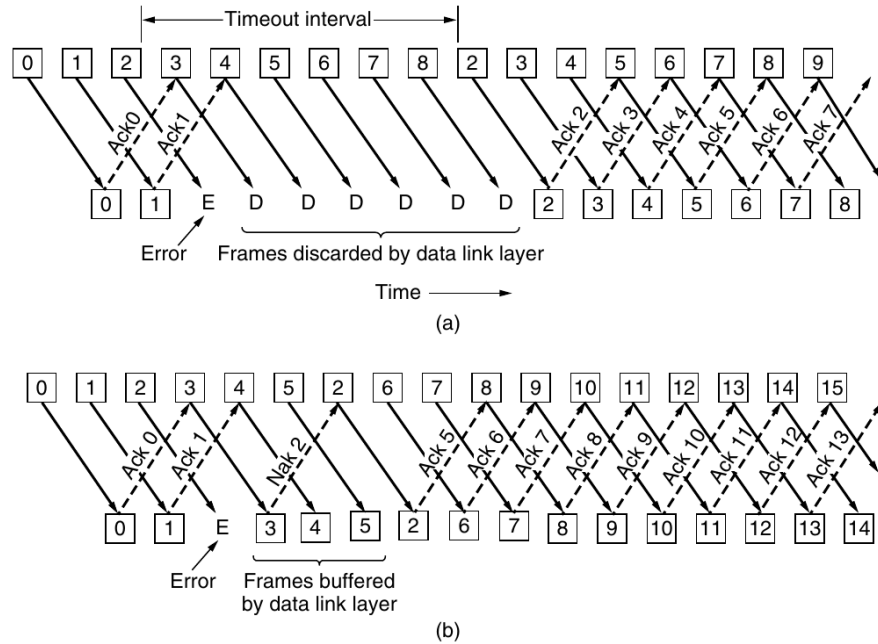 Timeout interval
0 1 2 3 4 5 6 7 8 2 3 4 5 6 7 8 9
Ack0 Ack1 Ack 2 Ack 3 Ack 4 Ack 5 Ack 6 Ack 7
0 1 E D D D D D D 2 3 4 5 6 7 8
Error Frames discarded by data link layer
Time
(a)
0 1 2 3 4 5 2 6 7 8 9 10 11 12 13 14 15
Ack 0 Ack 1 Nak 2 Ack 5 Ack 6 Ack 7 Ack 8 Ack 9 Ack 10 Ack 11 Ack 12 Ack 13
0 1 E 3 4 5 2 6 7 8 9 10 11 12 13 14
Error Frames buffered
by data link layer
(b)